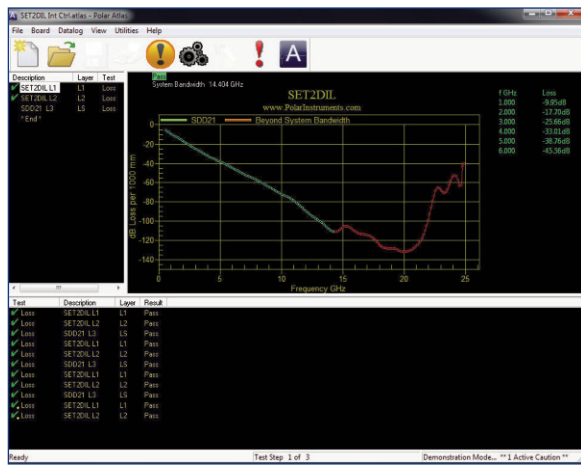 SET2DIL Int Ctrl.atlas - Polar Atlas
File Board Datalog View Utilities Help
Description Layer Test
SET2DIL L1 L1 Loss
SET2DIL L2 L2 Loss
SDD21 L3 LS Loss
*End*
Pass
System Bandwidth 14.404 GHz
SET2DIL
www.PolarInstruments.com
SDD21 Beyond System Bandwidth
dB Loss per 1000 mm
0
-20
-40
-60
-80
-100
-120
-140
0 5 10 15 20 25
Frequency GHz
f GHz Loss
1.000 -9.95dB
2.000 -17.70dB
3.000 -25.66dB
4.000 -33.01dB
5.000 -38.76dB
6.000 -45.36dB
Test Description Layer Result
Loss SET2DIL L1 L1 Pass
Loss SET2DIL L2 L2 Pass
Loss SDD21 L3 LS Pass
Loss SET2DIL L1 L1 Pass
Loss SET2DIL L2 L2 Pass
Loss SDD21 L3 LS Pass
Loss SET2DIL L1 L1 Pass
Loss SET2DIL L2 L2 Pass
Loss SDD21 L3 LS Pass
Loss SET2DIL L1 L1 Pass
Loss SET2DIL L2 L2 Pass
Ready Test Step 1 of 3 Demonstration Mode... ** 1 Active Caution **